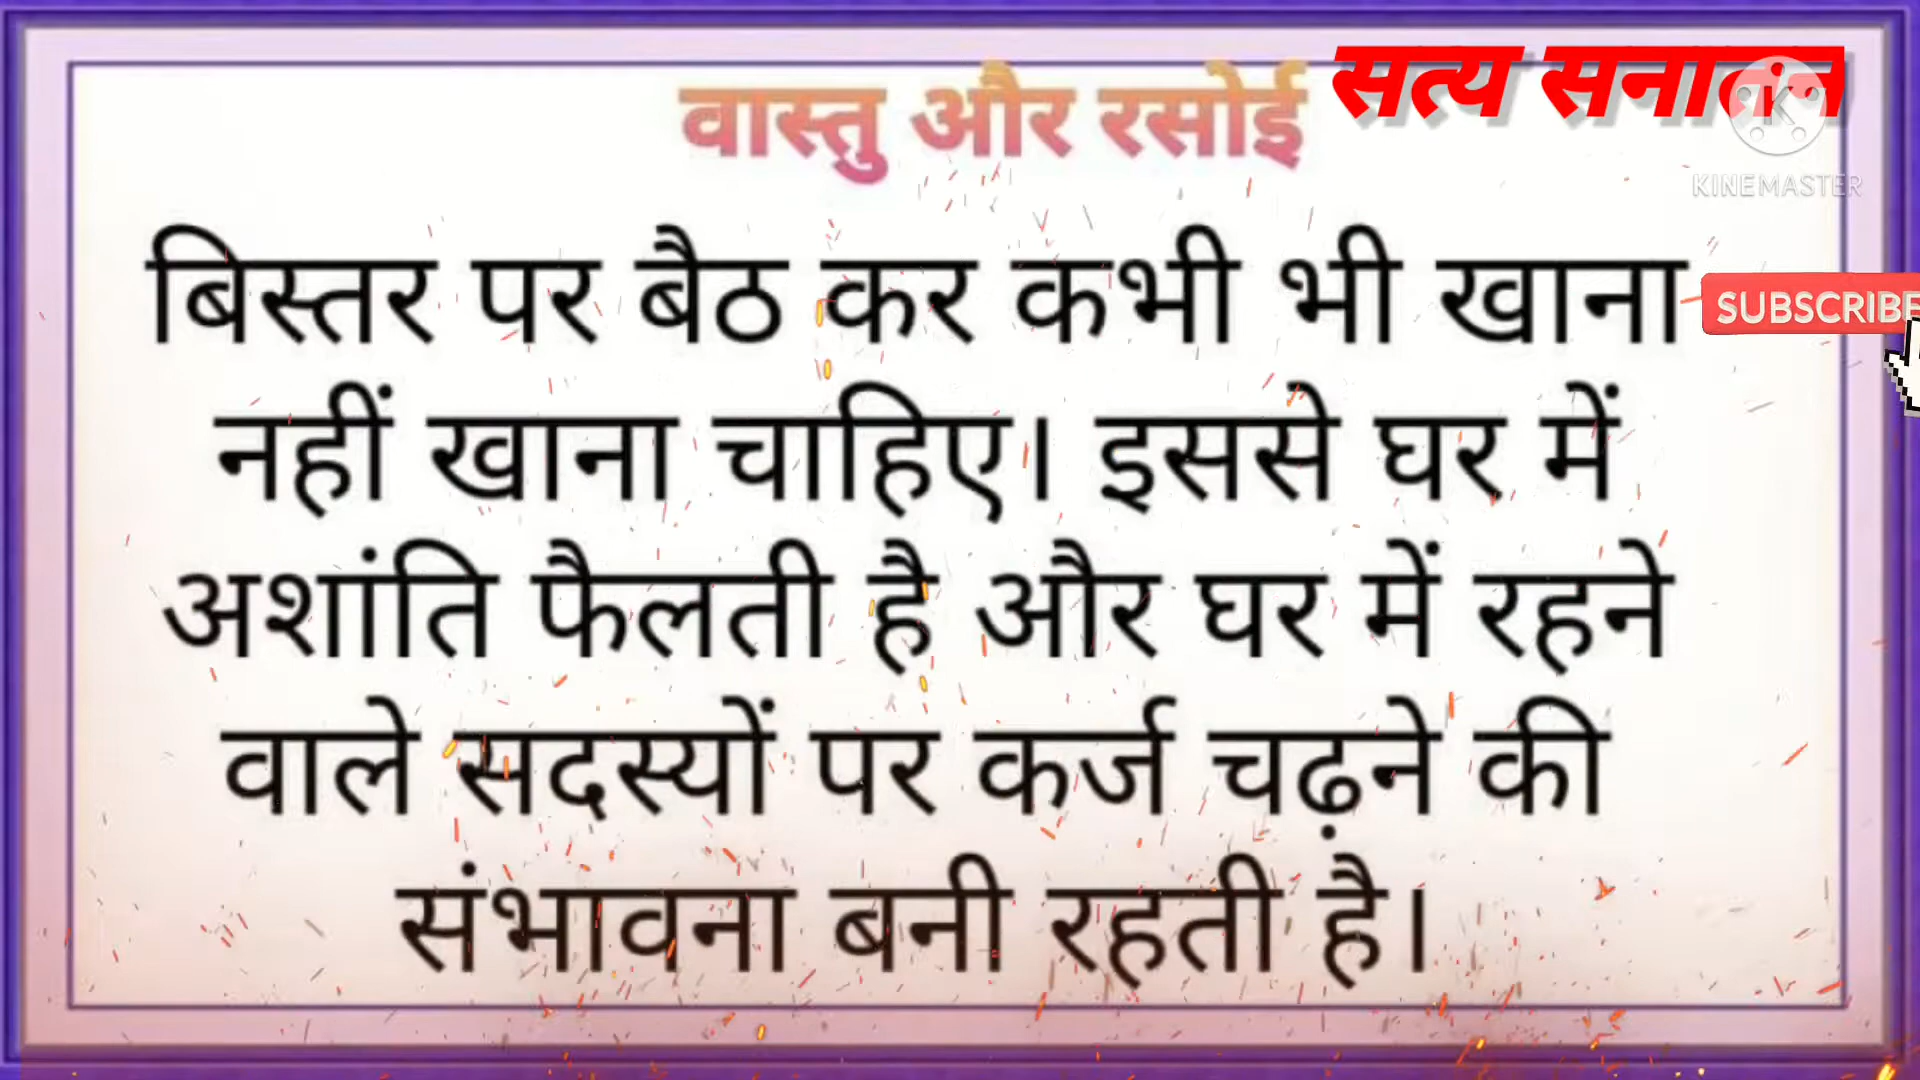 वास्तु और रसोई
सत्य सनातन
KINEMASTER
बिस्तर पर बैठ कर कभी भी खाना
SUBSCRIBE
नहीं खाना चाहिए। इससे घर में
अशांति फैलती है और घर में रहने
वाले सदस्यों पर कर्ज चढ़ने की
संभावना बनी रहती है।